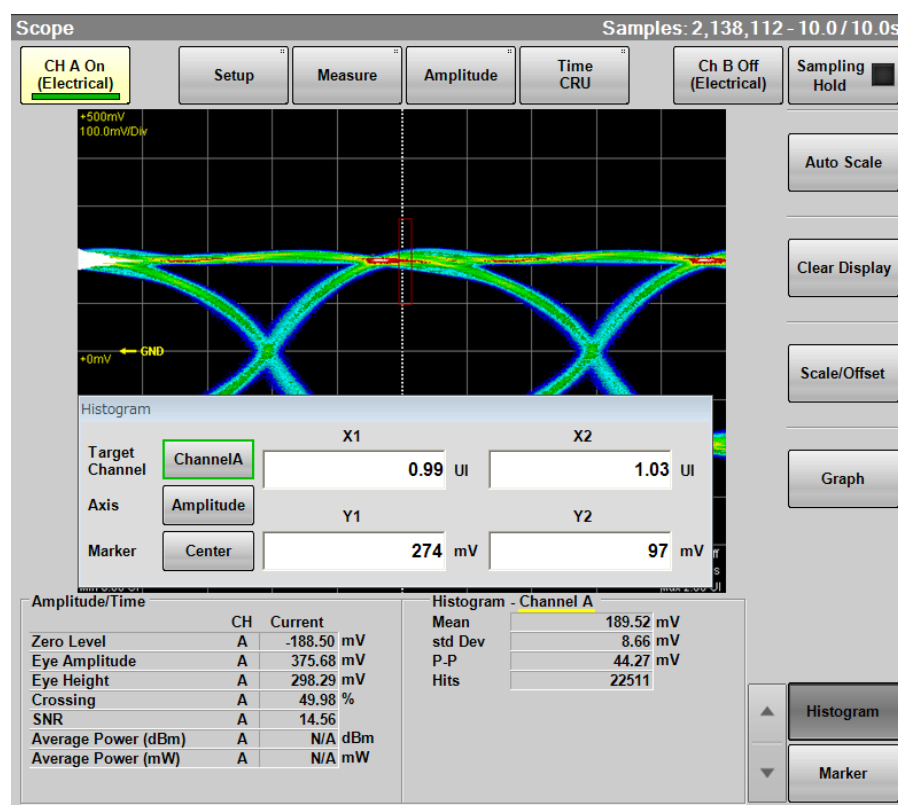 Scope
Samples: 2,138,112 - 10.0 / 10.0s
CH A On
(Electrical)
Setup
Measure
Amplitude
Time
CRU
Ch B Off
(Electrical)
Sampling
Hold
+500mV
100.0mV/Div
Auto Scale
Clear Display
+0mV
GND
Scale/Offset
Graph
Histogram
X1 X2
Target
Channel
ChannelA
0.99 UI 1.03 UI
Axis
Amplitude
Y1 Y2
Marker
Center
274 mV 97 mV
Amplitude/Time
CH Current
Zero Level A -188.50 mV
Eye Amplitude A 375.68 mV
Eye Height A 298.29 mV
Crossing A 49.98 %
SNR A 14.56
Average Power (dBm) A N/A dBm
Average Power (mW) A N/A mW
Histogram - Channel A
Mean 189.52 mV
std Dev 8.66 mV
P-P 44.27 mV
Hits 22511
Histogram
Marker